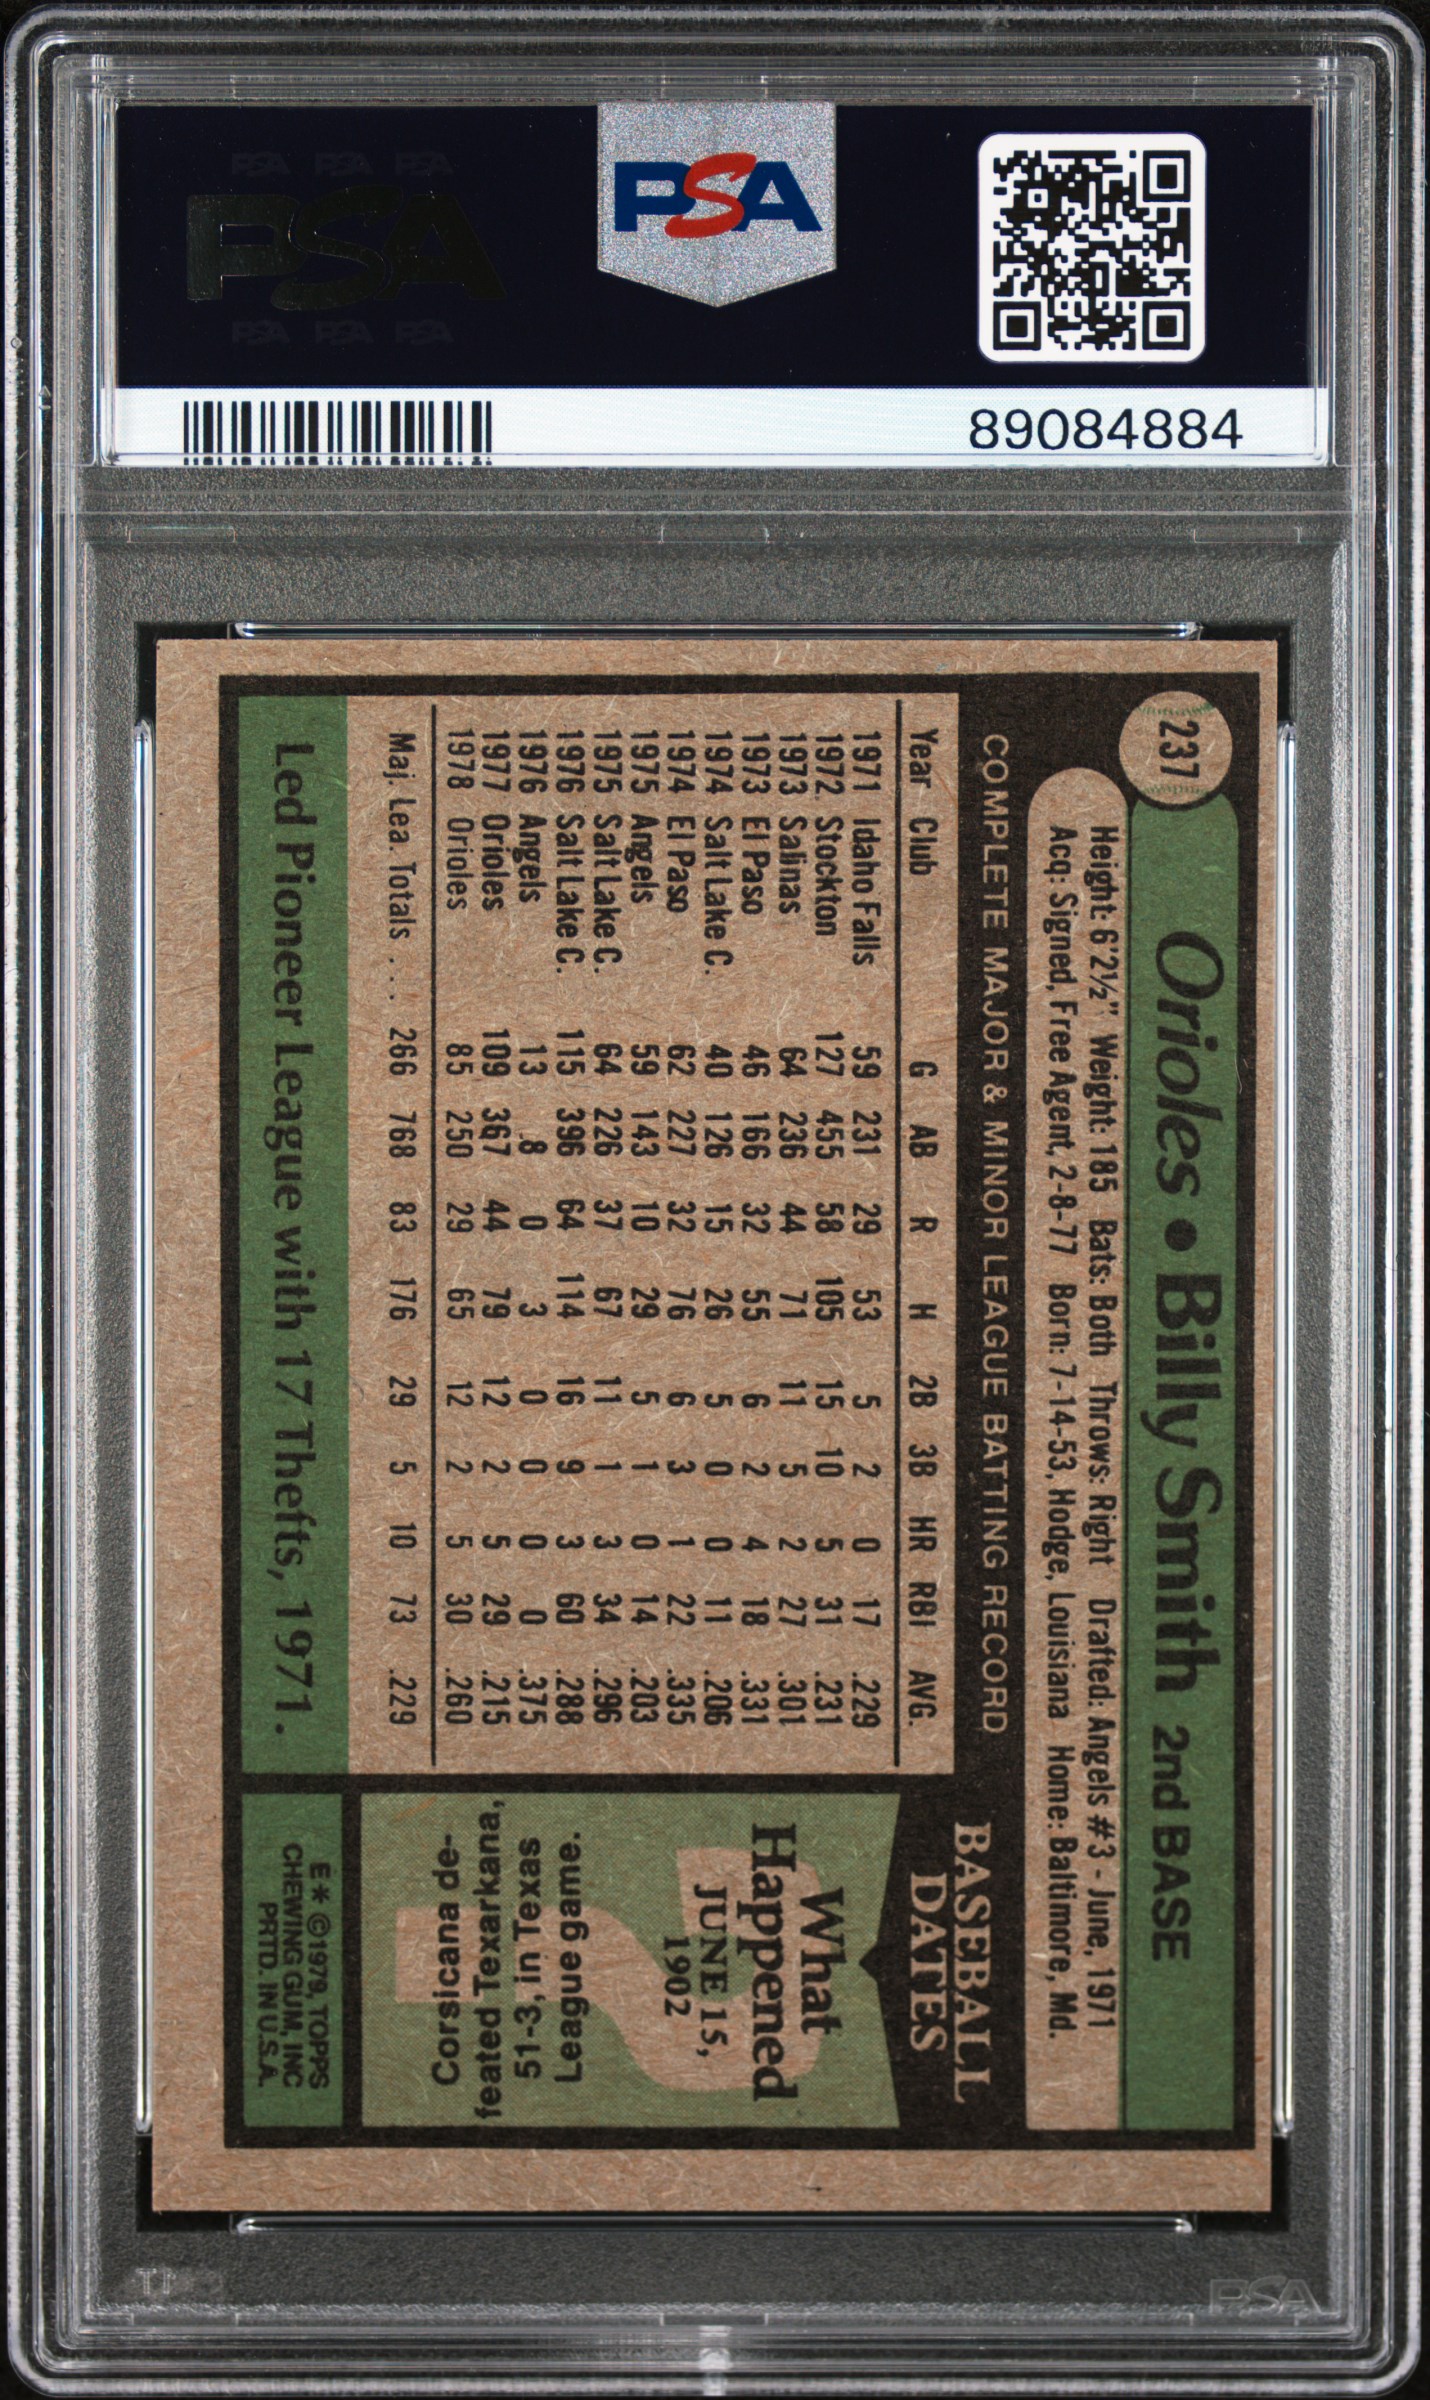 PSA PSA PSA
PSA
PSA PSA PSA
PSA
89084884
237
Orioles • Billy Smith 2nd BASE
Height: 6'2½" Weight: 185 Bats: Both Throws: Right Drafted: Angels #3 - June, 1971
Acq: Signed, Free Agent, 2-8-77 Born: 7-14-53, Hodge, Louisiana Home: Baltimore, Md.
COMPLETE MAJOR & MINOR LEAGUE BATTING RECORD
Year Club G AB R H 2B 3B HR RBI AVG.
1971 Idaho Falls 59 231 29 53 5 2 0 17 .229
1972 Stockton 127 455 58 105 15 10 5 31 .231
1973 Salinas 64 236 44 71 11 5 2 27 .301
1973 El Paso 46 166 32 55 6 2 4 18 .331
1974 Salt Lake C. 40 126 15 26 5 0 0 11 .206
1974 El Paso 62 227 32 76 6 3 1 22 .335
1975 Angels 59 143 10 29 5 1 0 14 .203
1975 Salt Lake C. 64 226 37 67 11 1 3 34 .296
1976 Salt Lake C. 115 396 64 114 16 9 3 60 .288
1976 Angels 13 8 0 3 0 0 0 0 .375
1977 Orioles 109 367 44 79 12 2 5 29 .215
1978 Orioles 85 250 29 65 12 2 5 30 .260
Maj. Lea. Totals . . . 266 768 83 176 29 5 10 73 .229
Led Pioneer League with 17 Thefts, 1971.
BASEBALL
DATES
What
Happened
JUNE 15,
1902
?
Corsicana de-
feated Texarkana,
51-3, in Texas
League game.
E* ©1979, TOPPS
CHEWING GUM, INC
PRTD. IN U.S.A.
PSA